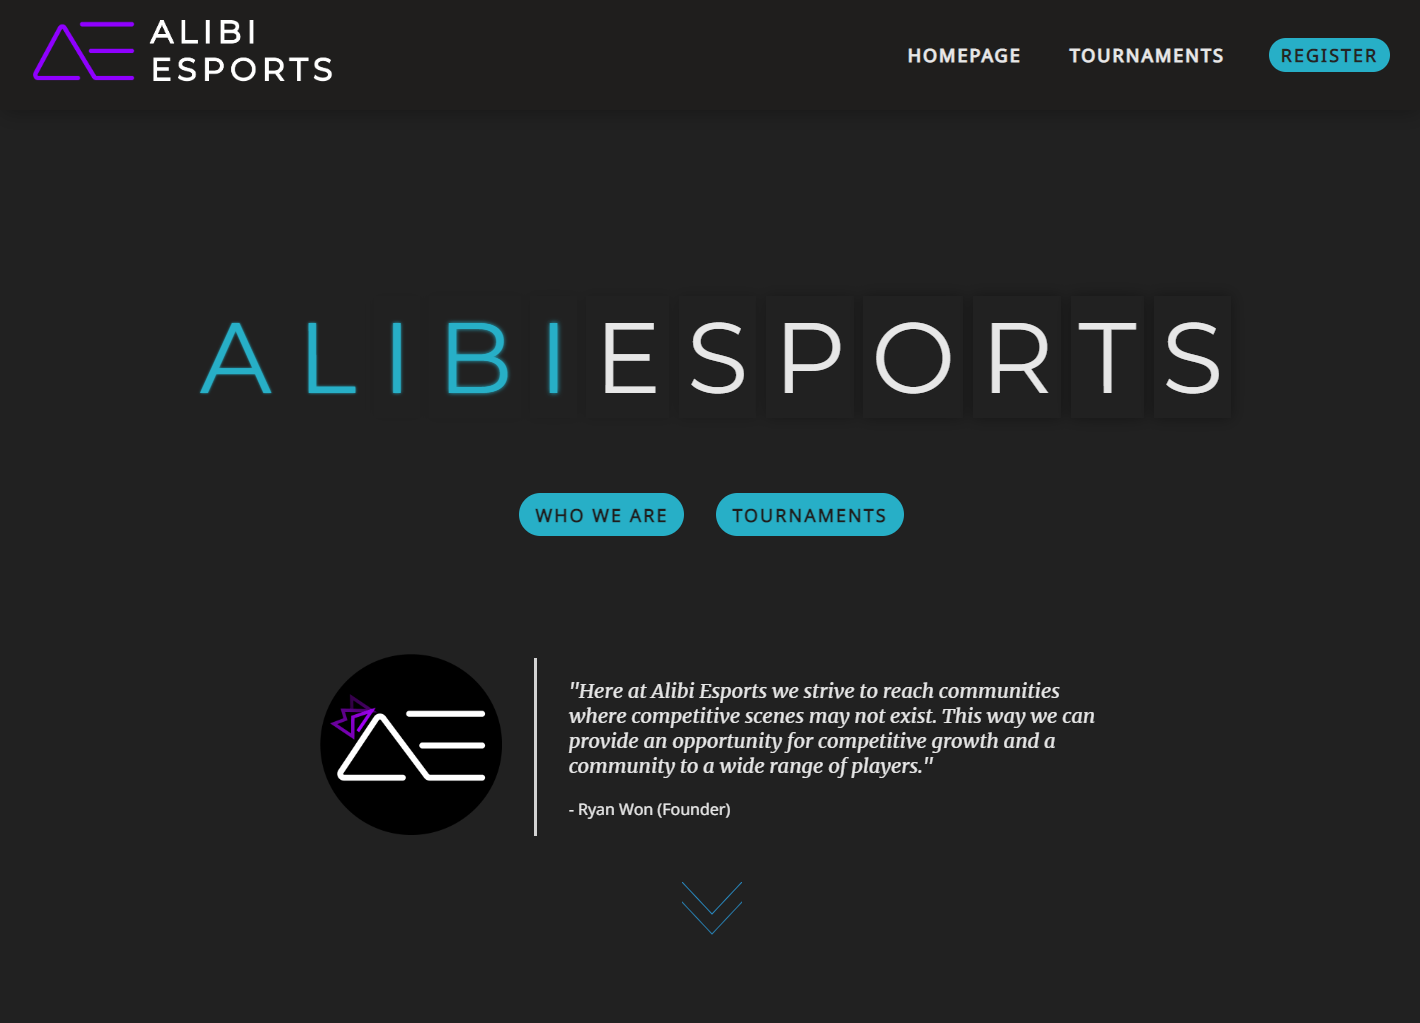 ALIBI
ESPORTS
HOMEPAGE
TOURNAMENTS
REGISTER
ALIBIESPORTS
WHO WE ARE
TOURNAMENTS
"Here at Alibi Esports we strive to reach communities
where competitive scenes may not exist. This way we can
provide an opportunity for competitive growth and a
community to a wide range of players."
- Ryan Won (Founder)